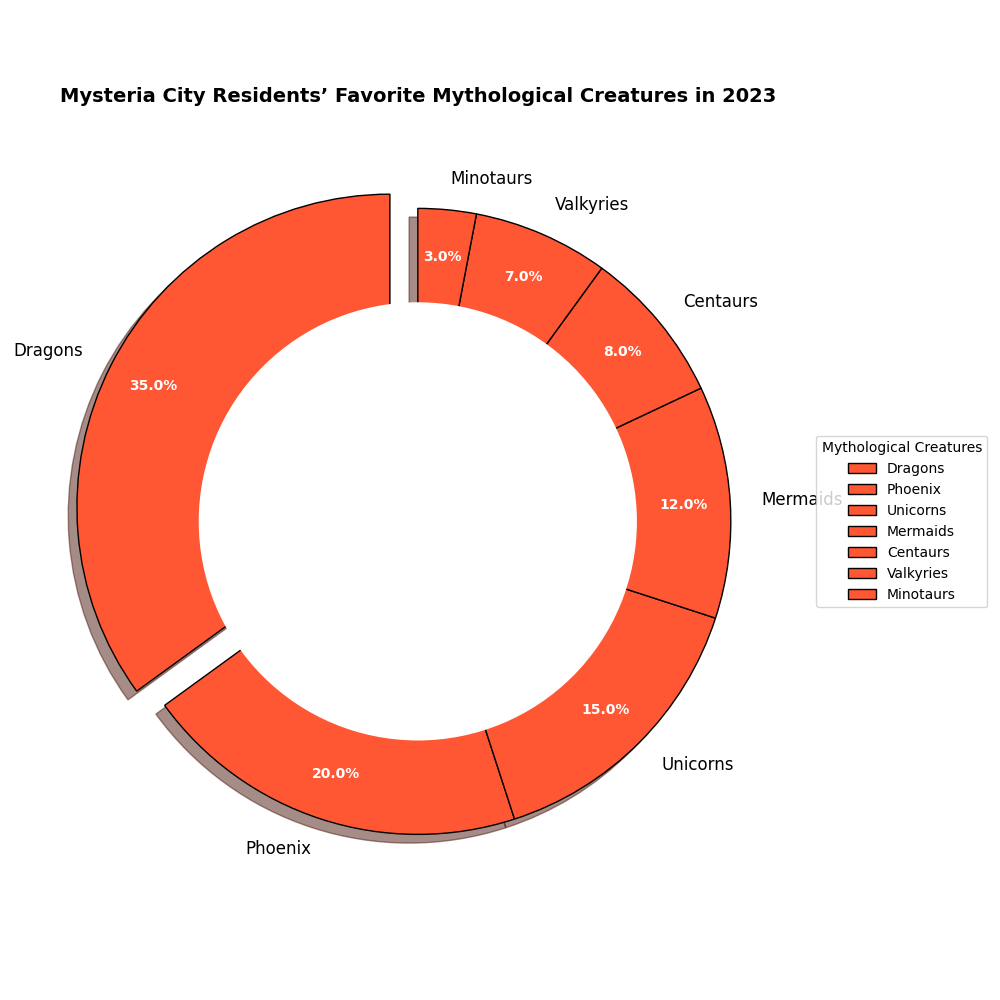 Mysteria City Residents’ Favorite Mythological Creatures in 2023
Minotaurs
Valkyries
Centaurs
Mermaids
Unicorns
Phoenix
Dragons
3.0%
7.0%
8.0%
12.0%
15.0%
20.0%
35.0%
Mythological Creatures
Dragons
Phoenix
Unicorns
Mermaids
Centaurs
Valkyries
Minotaurs